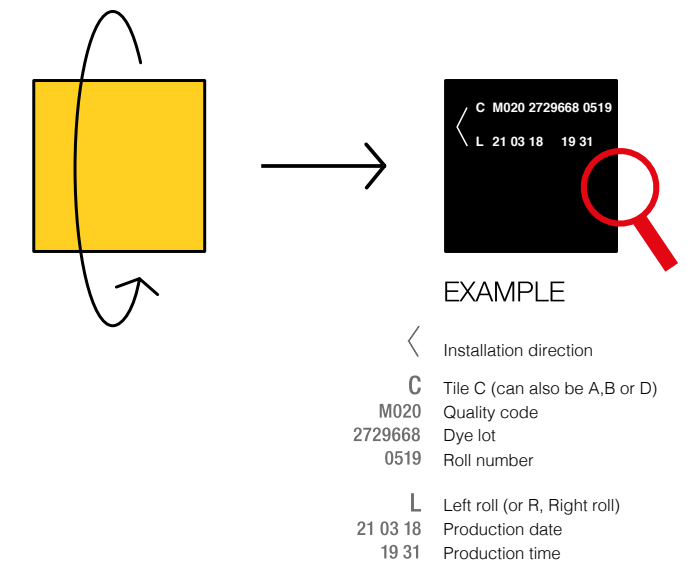 C M020 2729668 0519
L 21 03 18 19 31
EXAMPLE
Installation direction
C Tile C (can also be A,B or D)
M020 Quality code
2729668 Dye lot
0519 Roll number
L Left roll (or R, Right roll)
21 03 18 Production date
19 31 Production time